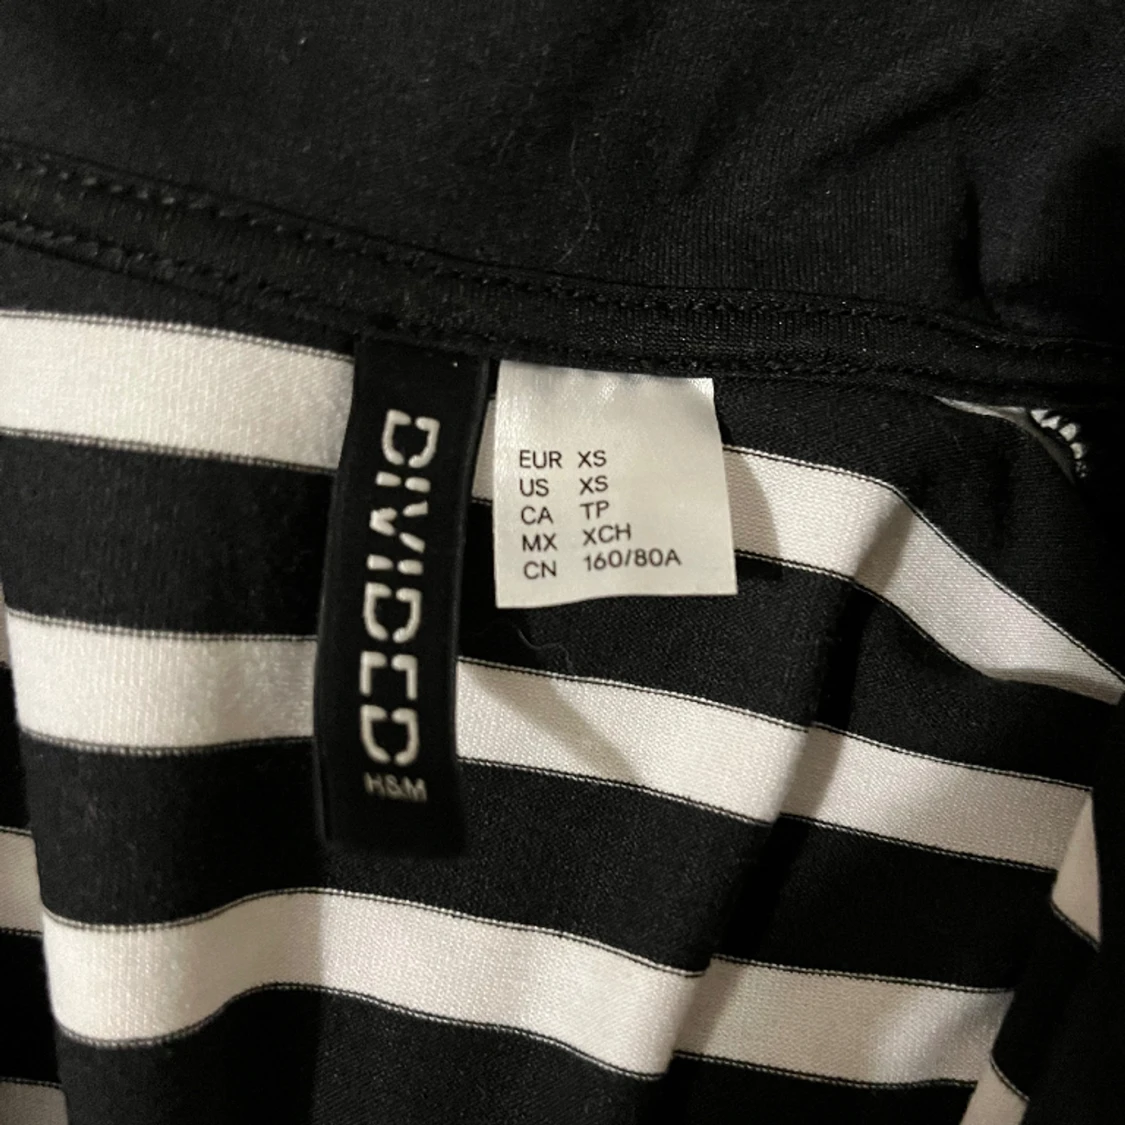 DIVIDED
H&M
EUR XS
US XS
CA TP
MX XCH
CN 160/80A